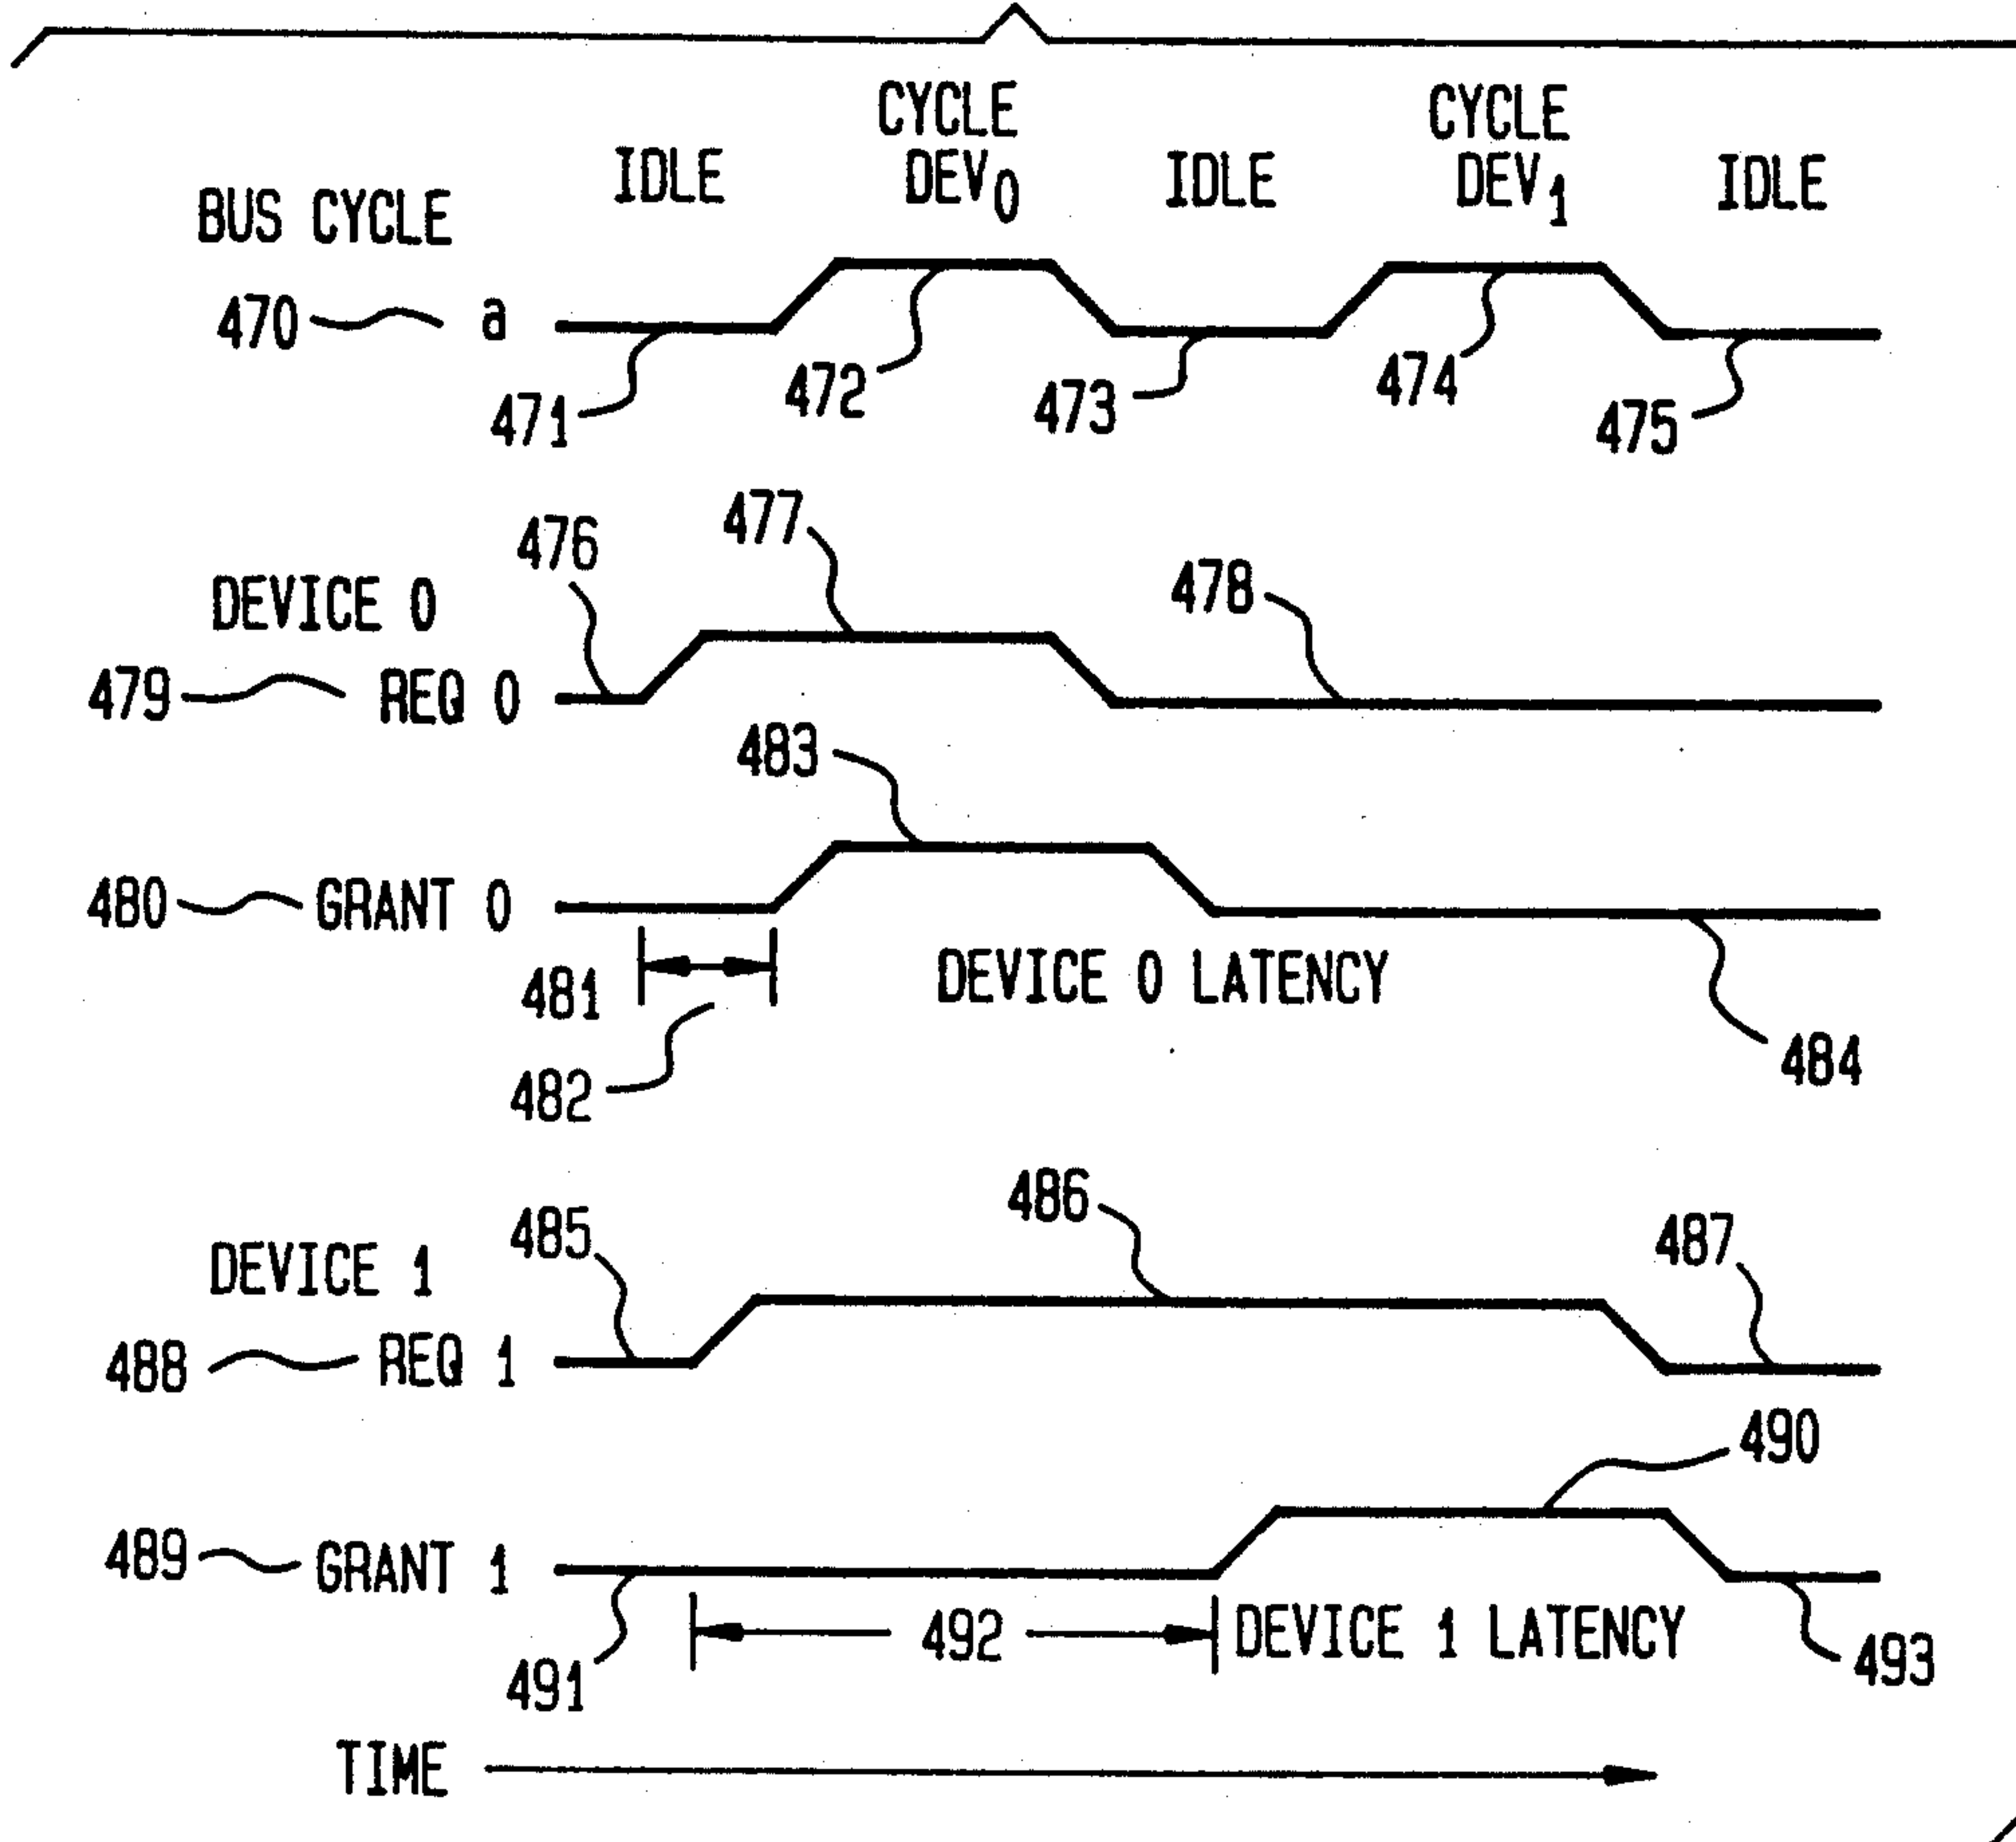 CYCLE CYCLE
IDLE DEV0 IDLE DEV1 IDLE
BUS CYCLE
470 a
471 472 473 474 475
476 477 478
DEVICE 0
479 REQ 0
483
480 GRANT 0
481 DEVICE 0 LATENCY
482 484
485 486 487
DEVICE 1
488 REQ 1
490
489 GRANT 1
491 492 DEVICE 1 LATENCY 493
TIME